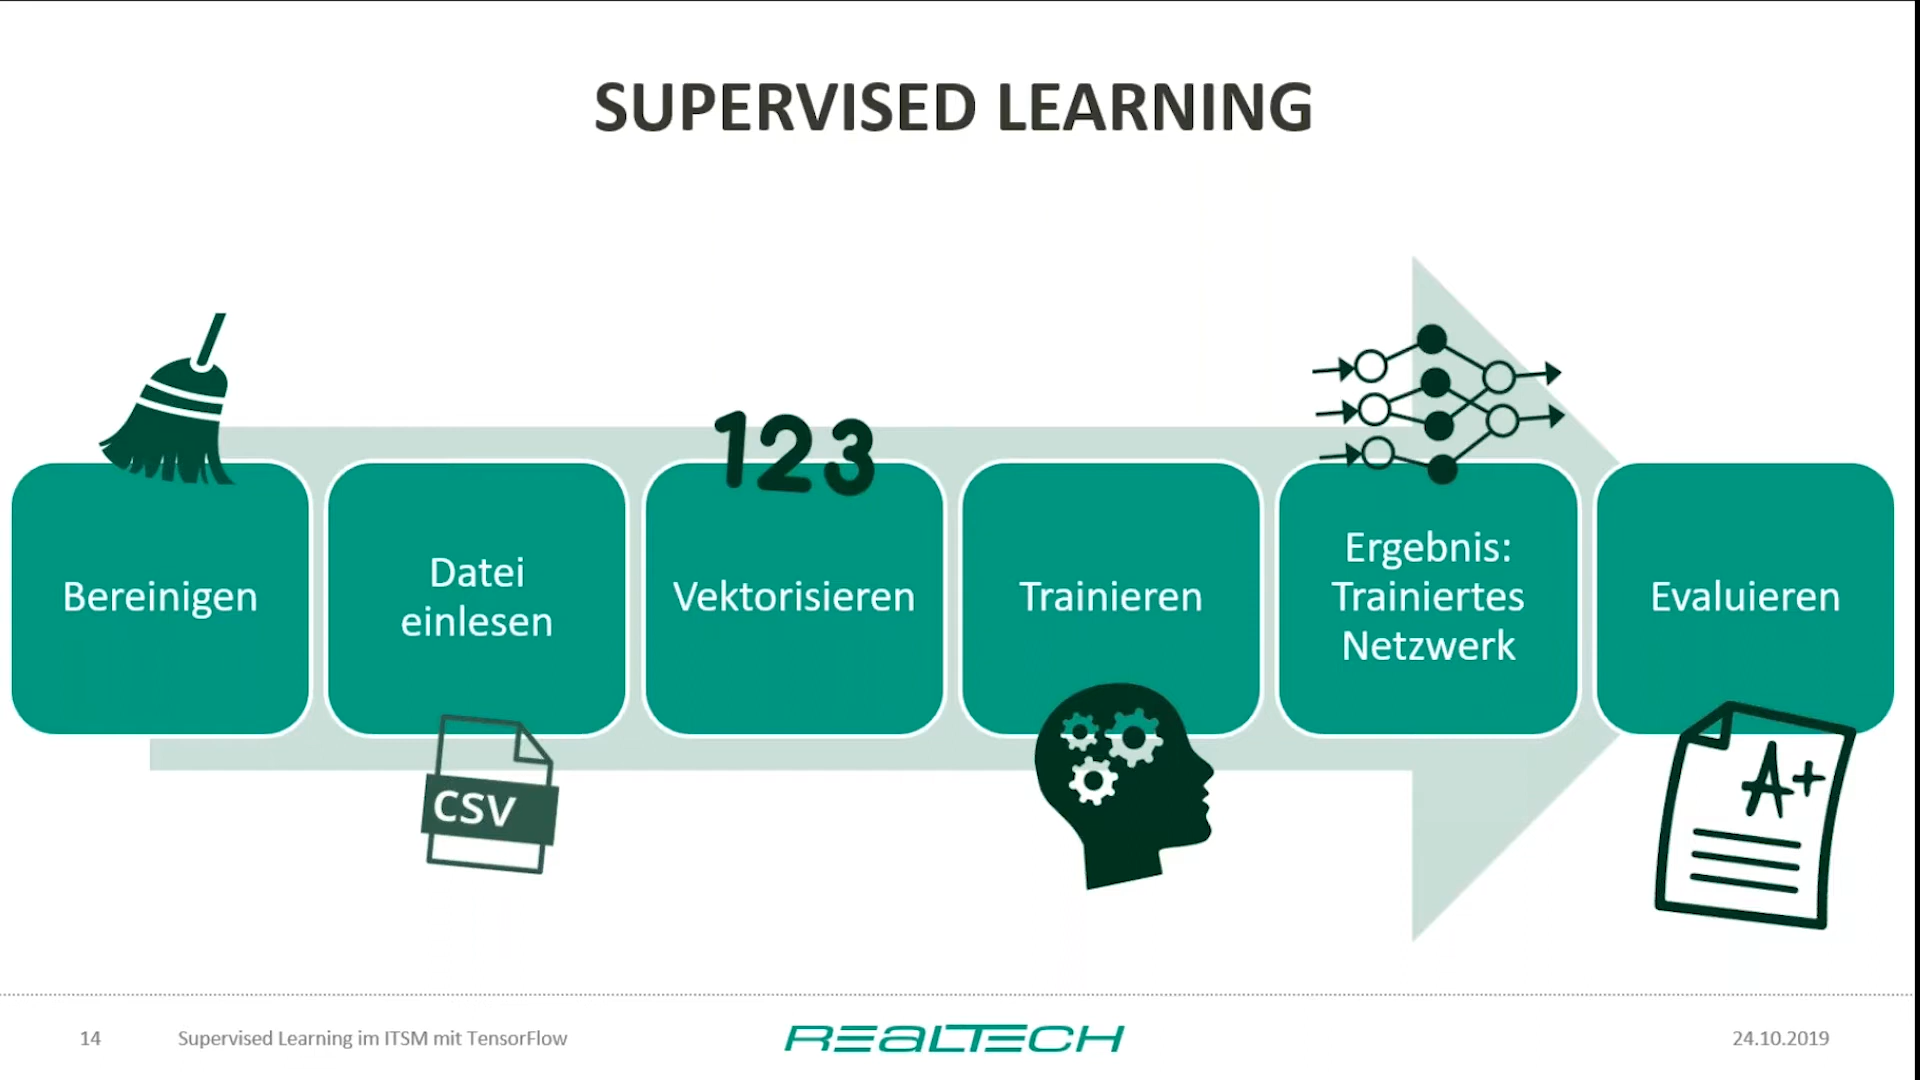 SUPERVISED LEARNING
123
Bereinigen
Datei
einlesen
Vektorisieren
Trainieren
Ergebnis:
Trainiertes
Netzwerk
Evaluieren
CSV
A+
14
Supervised Learning im ITSM mit TensorFlow
REALTECH
24.10.2019